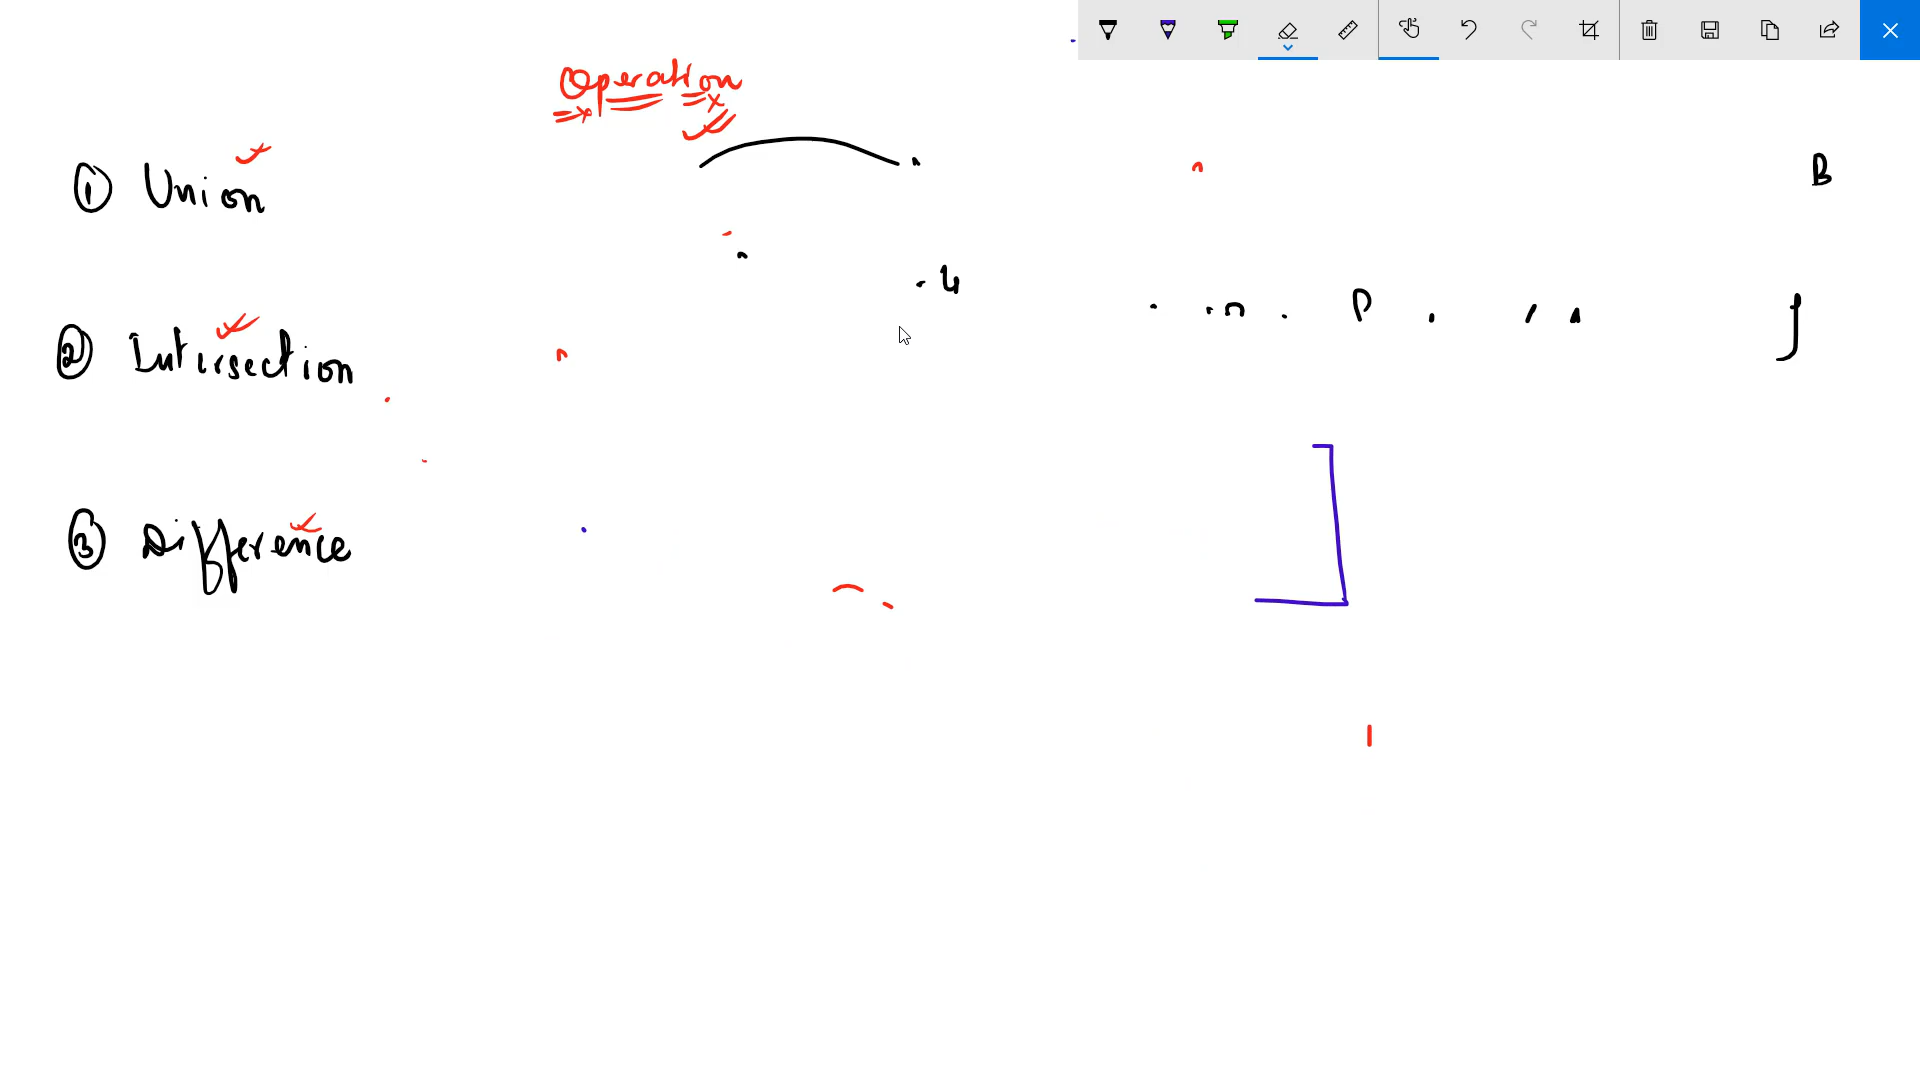 Operation
① Union
B
② Intersection
③ Difference